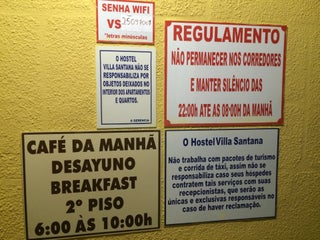 SENHA WIFI
*letras minúsculas
O HOSTEL
VILLA SANTANA NÃO SE
RESPONSABILIZA POR
OBJETOS DEIXADOS NO
INTERIOR DOS APARTAMENTOS
E QUARTOS.
A GERENCIA
REGULAMENTO
NÃO PERMANECER NOS CORREDORES
E MANTER SILÊNCIO DAS
22:00h ATE AS 08:00h DA MANHÃ
CAFÉ DA MANHÃ
DESAYUNO
BREAKFAST
2º PISO
6:00 ÀS 10:00h
O Hostel Villa Santana
Não trabalha com pacotes de turismo
e corrida de taxi, assim não se
responsabiliza caso seus hóspedes
contratem tais serviços com suas
recepcionistas, que serão as
únicas e exclusivas responsáveis no
caso de haver reclamação.